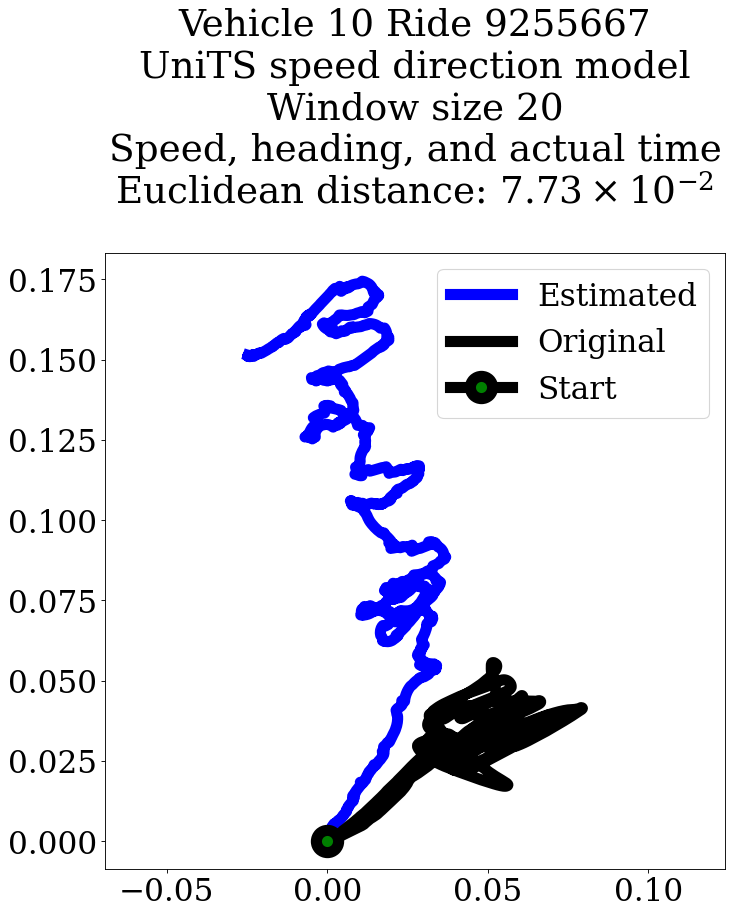 Vehicle 10 Ride 9255667
UniTS speed direction model
Window size 20
Speed, heading, and actual time
Euclidean distance: 7.73 × 10⁻²
Estimated
Original
Start
0.175
0.150
0.125
0.100
0.075
0.050
0.025
0.000
−0.05 0.00 0.05 0.10